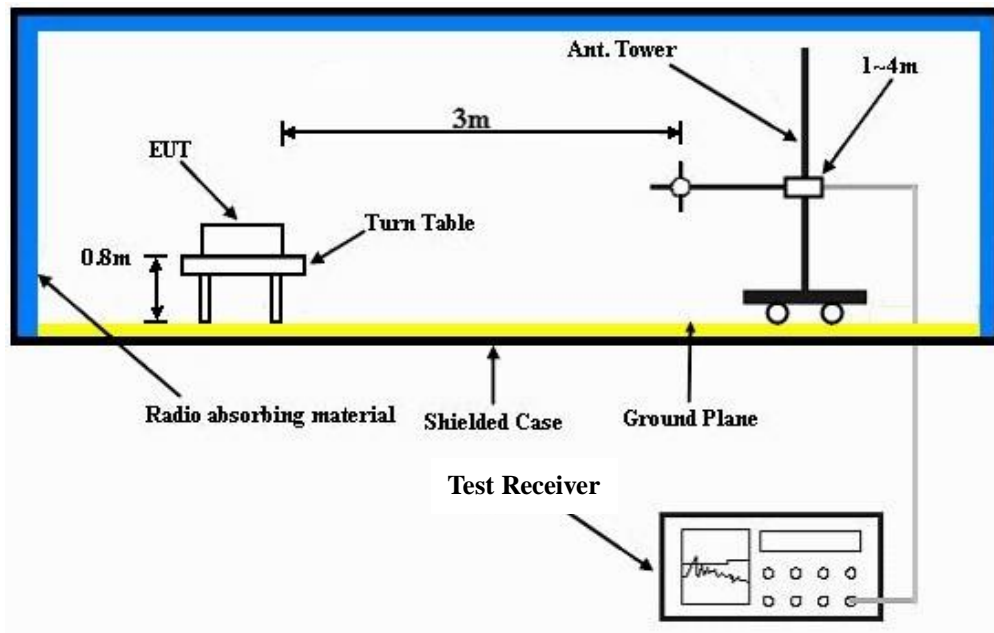 Ant. Tower
1~4m
3m
EUT
Turn Table
0.8m
Radio absorbing material
Shielded Case
Ground Plane
Test Receiver